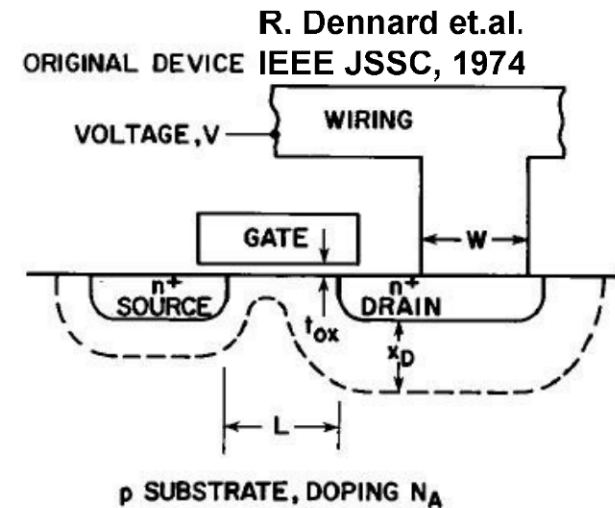 R. Dennard et.al.
ORIGINAL DEVICE IEEE JSSC, 1974
WIRING
VOLTAGE, V
GATE
W
n+ n+
SOURCE DRAIN
tox
xD
L
p SUBSTRATE, DOPING NA